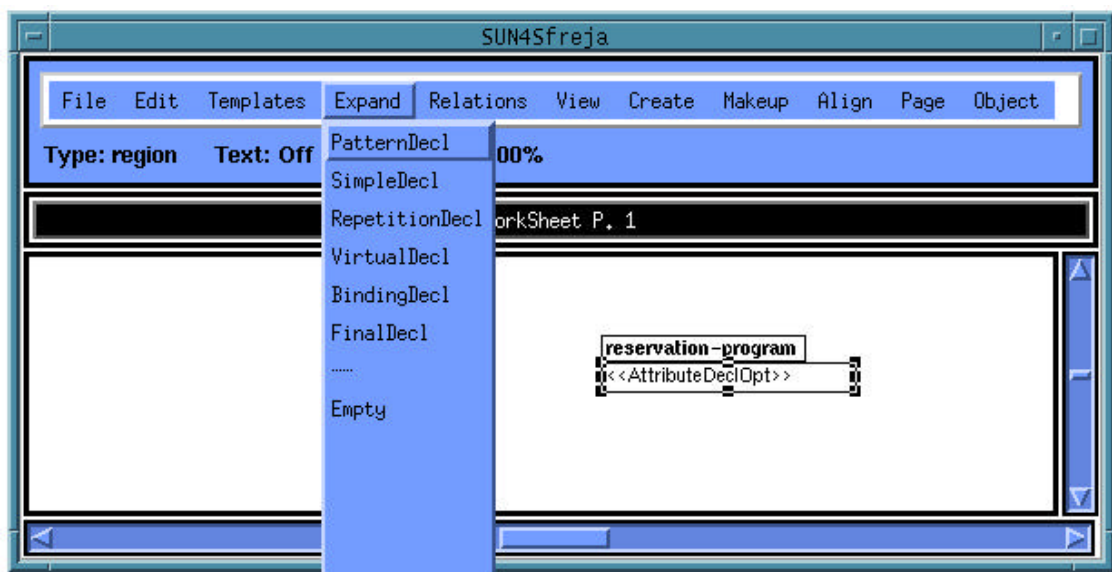 SUN4Sfreja
File Edit Templates Expand Relations View Create Makeup Align Page Object
Type: region Text: Off 00%
PatternDecl
SimpleDecl
RepetitionDecl
orkSheet P. 1
VirtualDecl
BindingDecl
FinalDecl
......
Empty
reservation-program
<<AttributeDeclOpt>>